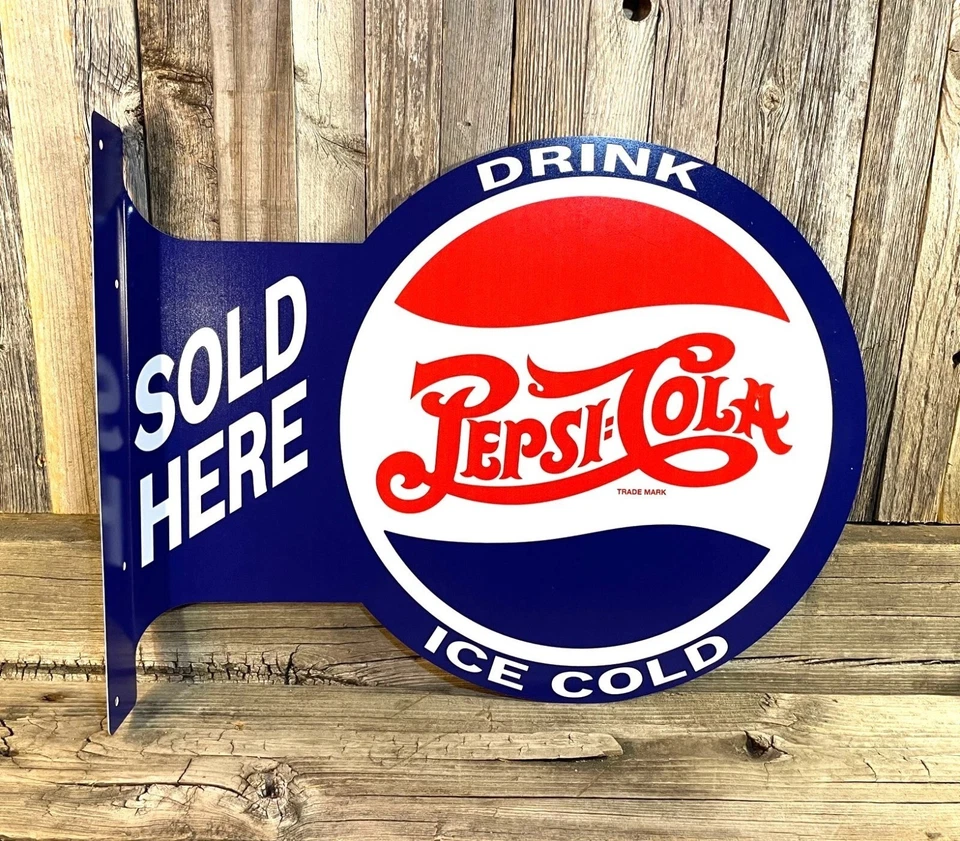 SOLD
HERE
DRINK
PEPSI=COLA
TRADE MARK
ICE COLD